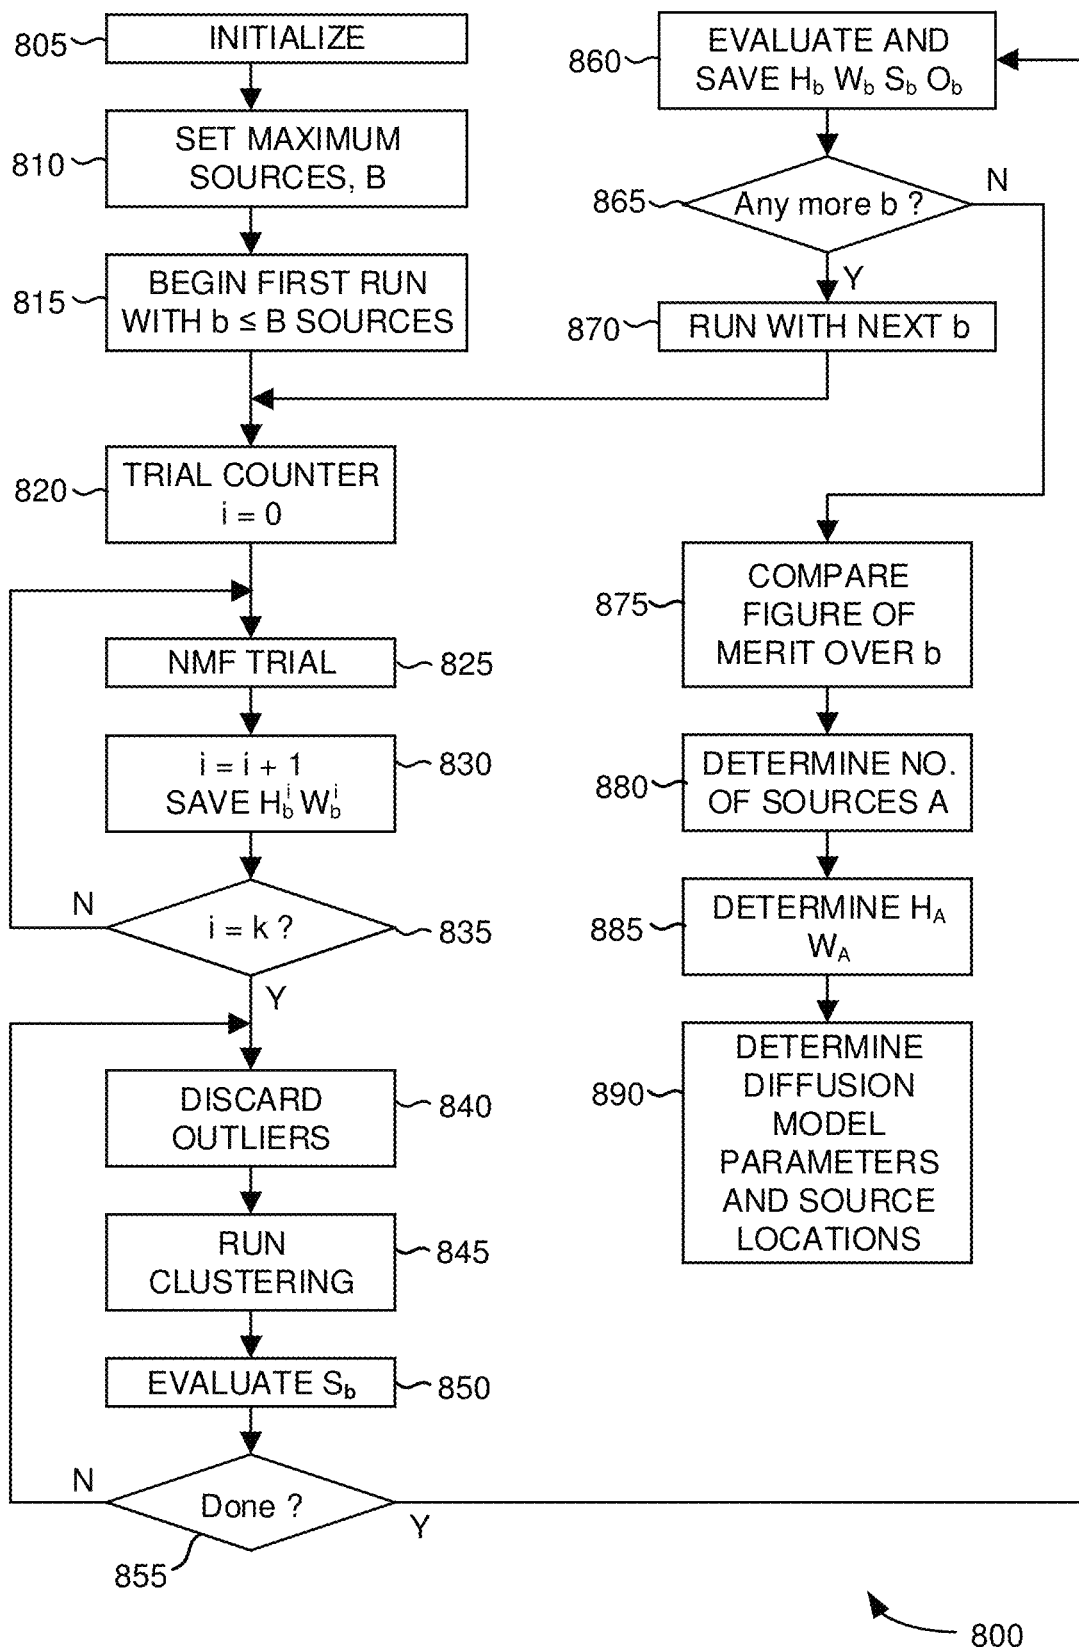 805
INITIALIZE
810
SET MAXIMUM
SOURCES, B
815
BEGIN FIRST RUN
WITH b ≤ B SOURCES
820
TRIAL COUNTER
i = 0
NMF TRIAL
825
i = i + 1
SAVE H_b^i W_b^i
830
N
i = k ?
835
Y
DISCARD
OUTLIERS
840
RUN
CLUSTERING
845
EVALUATE S_b
850
N
Done ?
Y
855
860
EVALUATE AND
SAVE H_b W_b S_b O_b
865
Any more b ?
N
Y
870
RUN WITH NEXT b
875
COMPARE
FIGURE OF
MERIT OVER b
880
DETERMINE NO.
OF SOURCES A
885
DETERMINE H_A
W_A
890
DETERMINE
DIFFUSION
MODEL
PARAMETERS
AND SOURCE
LOCATIONS
800